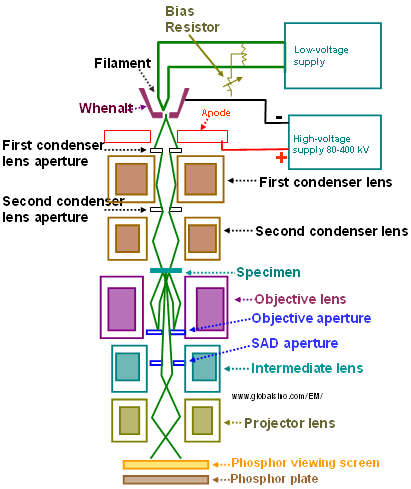 Bias
Resistor
Low-voltage
supply
Filament
Whenalt
Anode
-
High-voltage
supply 80-400 kV
+
First condenser
lens aperture
First condenser lens
Second condenser
lens aperture
Second condenser lens
Specimen
Objective lens
Objective aperture
SAD aperture
Intermediate lens
www.globalsino.com/EM/
Projector lens
Phosphor viewing screen
Phosphor plate